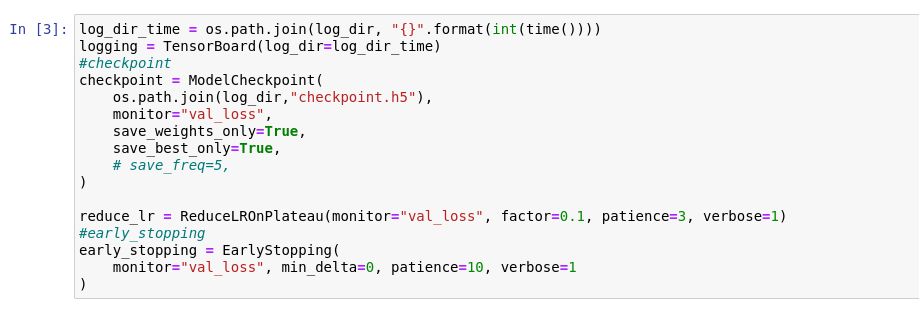 In [3]: log_dir_time = os.path.join(log_dir, "{}".format(int(time())))
logging = TensorBoard(log_dir=log_dir_time)
#checkpoint
checkpoint = ModelCheckpoint(
    os.path.join(log_dir,"checkpoint.h5"),
    monitor="val_loss",
    save_weights_only=True,
    save_best_only=True,
    # save_freq=5,
)
reduce_lr = ReduceLROnPlateau(monitor="val_loss", factor=0.1, patience=3, verbose=1)
#early_stopping
early_stopping = EarlyStopping(
    monitor="val_loss", min_delta=0, patience=10, verbose=1
)